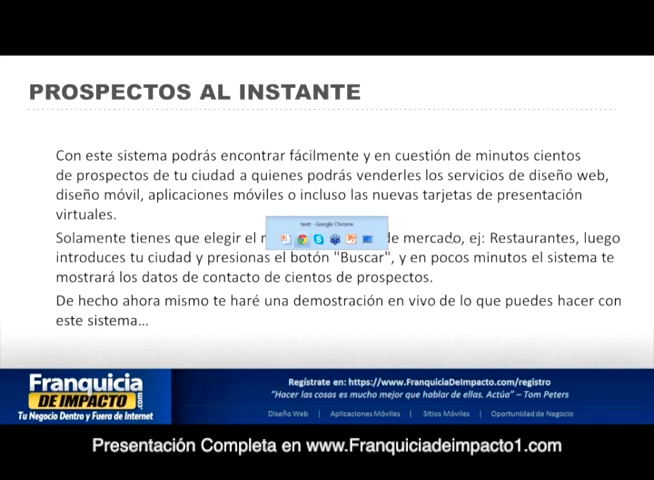 PROSPECTOS AL INSTANTE
Con este sistema podrás encontrar fácilmente y en cuestión de minutos cientos
de prospectos de tu ciudad a quienes podrás venderles los servicios de diseño web,
diseño móvil, aplicaciones móviles o incluso las nuevas tarjetas de presentación
virtuales.
Google Chrome
Solamente tienes que elegir el de mercado, ej: Restaurantes, luego
introduces tu ciudad y presionas el botón "Buscar", y en pocos minutos el sistema te
mostrará los datos de contacto de cientos de prospectos.
De hecho ahora mismo te haré una demostración en vivo de lo que puedes hacer con
este sistema...
Franquicia
DE IMPACTO.com
Tu Negocio Dentro y Fuera de Internet
Regístrate en: https://www.FranquiciaDeImpacto.com/registro
"Hacer las cosas es mucho mejor que hablar de ellas. Actúa" – Tom Peters
Diseño Web | Aplicaciones Móviles | Sitios Móviles | Oportunidad de Negocio
Presentación Completa en www.Franquiciadeimpacto1.com